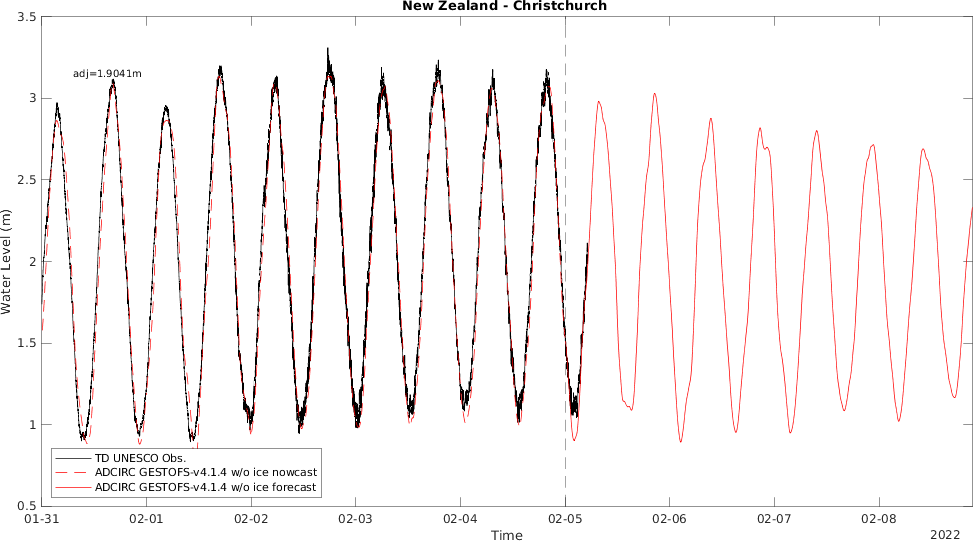 New Zealand - Christchurch
3.5
3
2.5
2
1.5
1
0.5
Water Level (m)
adj=1.9041m
TD UNESCO Obs.
ADCIRC GESTOFS-v4.1.4 w/o ice nowcast
ADCIRC GESTOFS-v4.1.4 w/o ice forecast
01-31 02-01 02-02 02-03 02-04 02-05 02-06 02-07 02-08
Time
2022